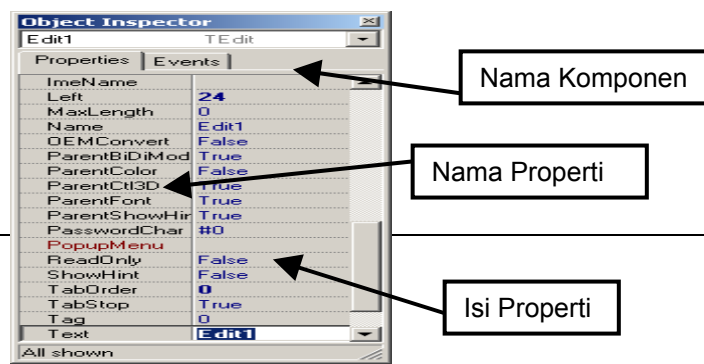 Object Inspector
Edit1 TEdit
Properties Events
ImeName
Left 24
MaxLength 0
Name Edit1
OEMConvert False
ParentBiDiMod True
ParentColor False
ParentCtl3D True
ParentFont True
ParentShowHir True
PasswordChar #0
PopupMenu
ReadOnly False
ShowHint False
TabOrder 0
TabStop True
Tag 0
Text Edit1
All shown
Nama Komponen
Nama Properti
Isi Properti